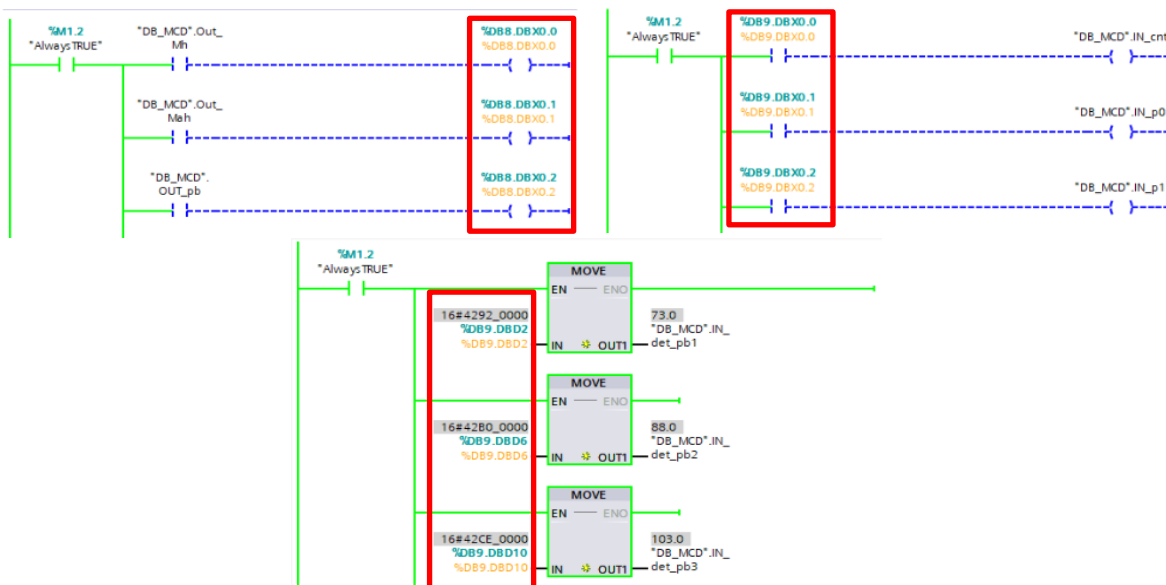 %M1.2
"AlwaysTRUE"
"DB_MCD".Out_
Mh
%DB8.DBX0.0
%DB8.DBX0.0
"DB_MCD".Out_
Mah
%DB8.DBX0.1
%DB8.DBX0.1
"DB_MCD".
OUT_pb
%DB8.DBX0.2
%DB8.DBX0.2
%M1.2
"AlwaysTRUE"
%DB9.DBX0.0
%DB9.DBX0.0
"DB_MCD".IN_cnt
%DB9.DBX0.1
%DB9.DBX0.1
"DB_MCD".IN_p0
%DB9.DBX0.2
%DB9.DBX0.2
"DB_MCD".IN_p1
%M1.2
"AlwaysTRUE"
MOVE
EN ENO
16#4292_0000
%DB9.DBD2
%DB9.DBD2
IN OUT1
73.0
"DB_MCD".IN_
det_pb1
MOVE
EN ENO
16#42B0_0000
%DB9.DBD6
%DB9.DBD6
IN OUT1
88.0
"DB_MCD".IN_
det_pb2
MOVE
EN ENO
16#42CE_0000
%DB9.DBD10
%DB9.DBD10
IN OUT1
103.0
"DB_MCD".IN_
det_pb3